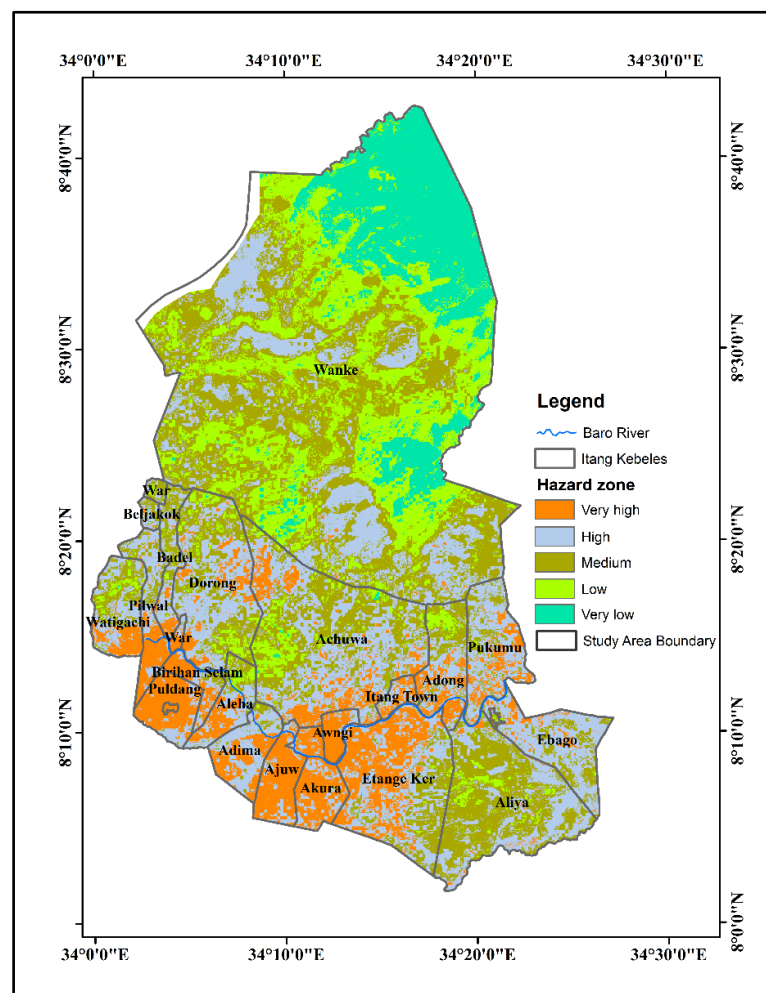 34°0'0"E
34°10'0"E
34°20'0"E
34°30'0"E
8°40'0"N
8°40'0"N
8°30'0"N
8°30'0"N
Wanke
Legend
Baro River
Itang Kebeles
Hazard zone
Very high
High
Medium
Low
Very low
Study Area Boundary
War
Beljakok
8°20'0"N
8°20'0"N
Badel
Dorong
Pilwal
Watigachi
War
Achuwa
Pukumu
Birihan Selam
Puldang
Adong
Itang Town
Aleha
8°10'0"N
8°10'0"N
Awngi
Ebago
Adima
Ajuw
Etange Ker
Akura
Aliya
8°0'0"N
34°0'0"E
34°10'0"E
34°20'0"E
34°30'0"E